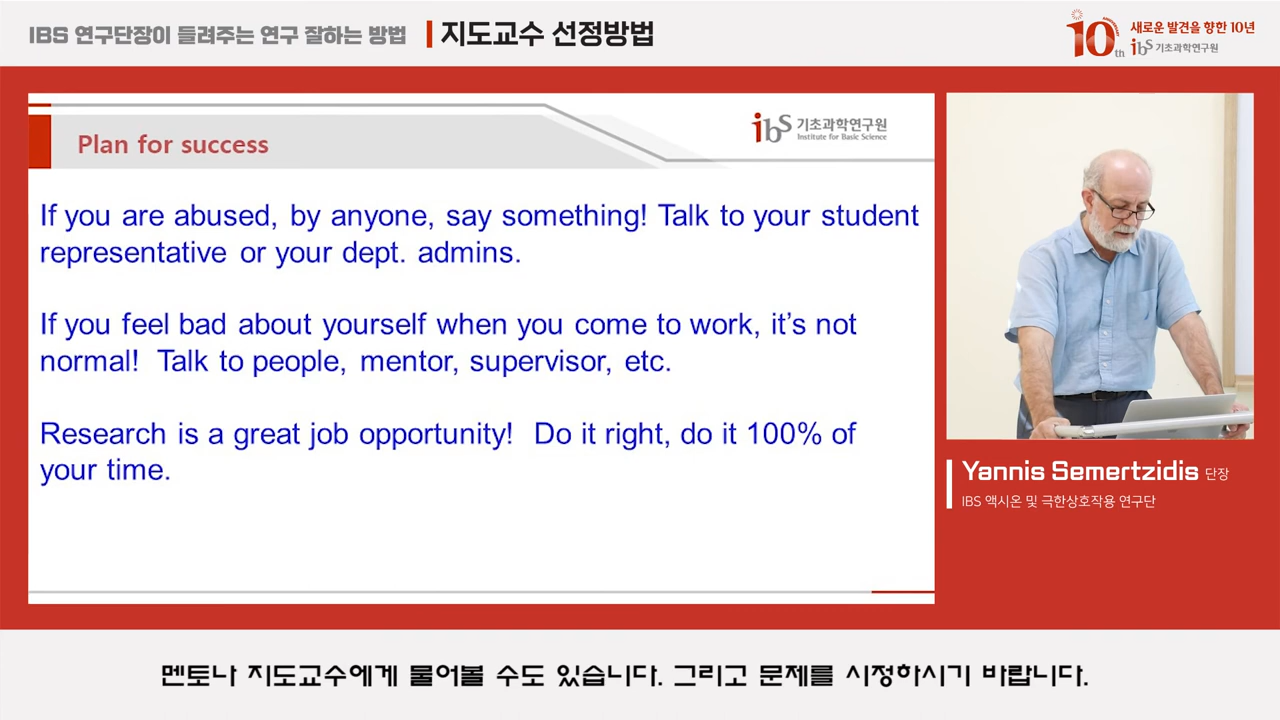 IBS 연구단장이 들려주는 연구 잘하는 방법 지도교수 선정방법
10th 새로운 발견을 향한 10년
ibS 기초과학연구원
Plan for success
ibS 기초과학연구원
Institute for Basic Science
If you are abused, by anyone, say something! Talk to your student
representative or your dept. admins.
If you feel bad about yourself when you come to work, it's not
normal! Talk to people, mentor, supervisor, etc.
Research is a great job opportunity! Do it right, do it 100% of
your time.
Yannis Semertzidis 단장
IBS 액시온 및 극한상호작용 연구단
멘토나 지도교수에게 물어볼 수도 있습니다. 그리고 문제를 시정하시기 바랍니다.